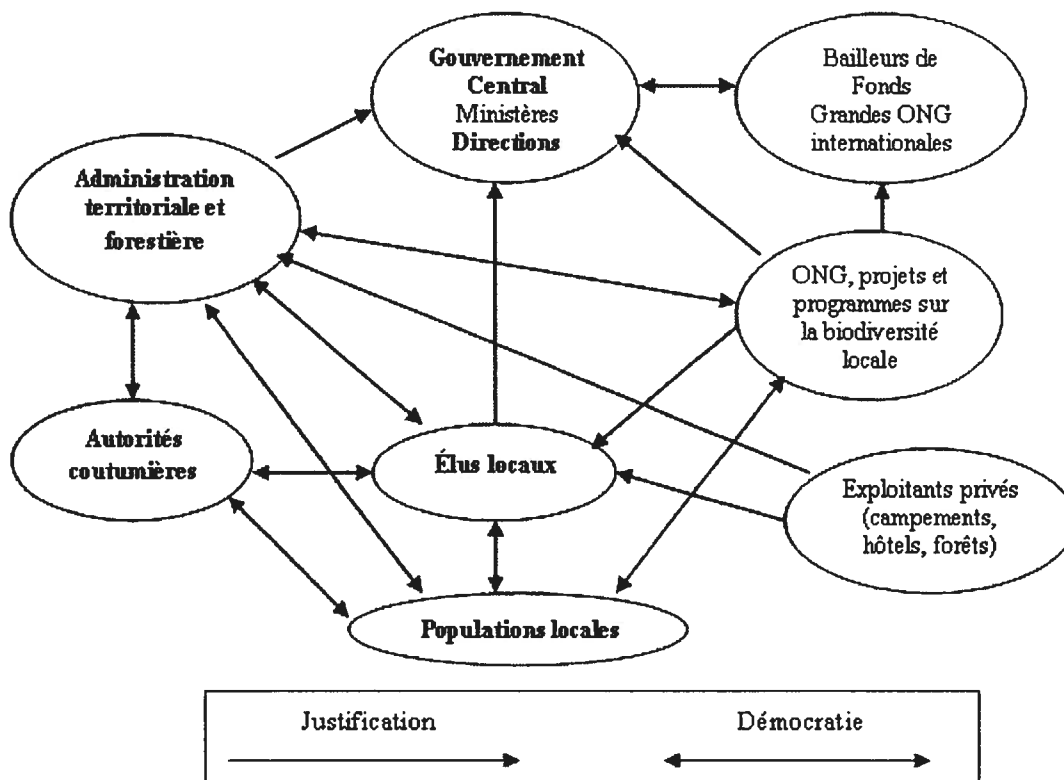 Gouvernement
Central
Ministères
Directions
Bailleurs de
Fonds
Grandes ONG
internationales
Administration
territoriale et
forestière
ONG, projets et
programmes sur
la biodiversité
locale
Autorités
coutumières
Élus locaux
Exploitants privés
(campements,
hôtels, forêts)
Populations locales
Justification
Démocratie